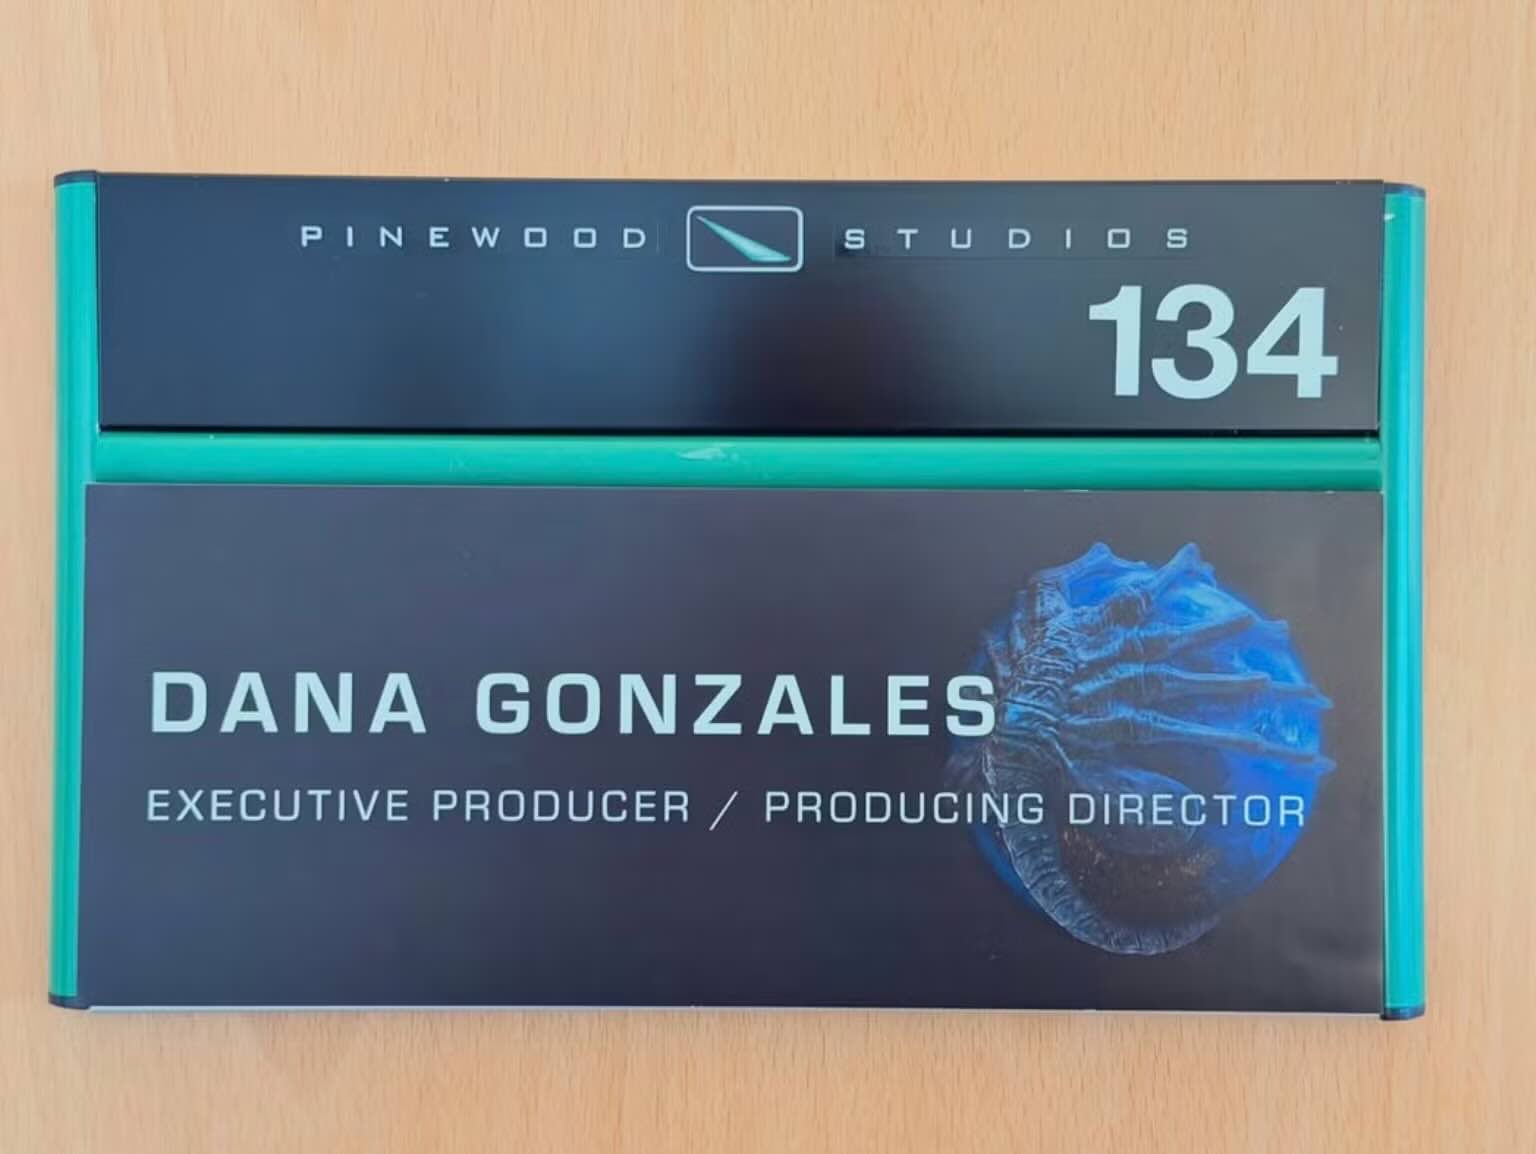 PINEWOOD STUDIOS
134
DANA GONZALES
EXECUTIVE PRODUCER / PRODUCING DIRECTOR